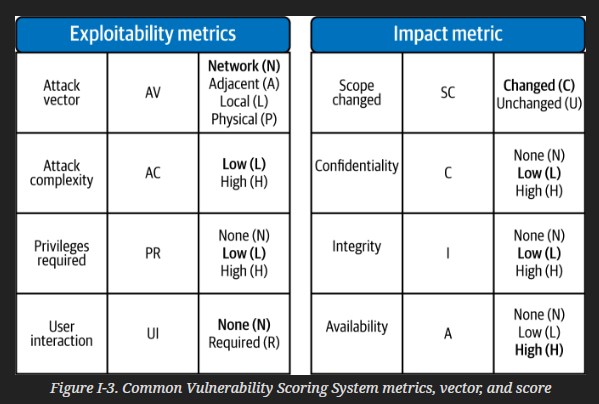 Exploitability metrics
Attack
vector
AV
Network (N)
Adjacent (A)
Local (L)
Physical (P)
Attack
complexity
AC
Low (L)
High (H)
Privileges
required
PR
None (N)
Low (L)
High (H)
User
interaction
UI
None (N)
Required (R)
Impact metric
Scope
changed
SC
Changed (C)
Unchanged (U)
Confidentiality
C
None (N)
Low (L)
High (H)
Integrity
I
None (N)
Low (L)
High (H)
Availability
A
None (N)
Low (L)
High (H)
Figure I-3. Common Vulnerability Scoring System metrics, vector, and score